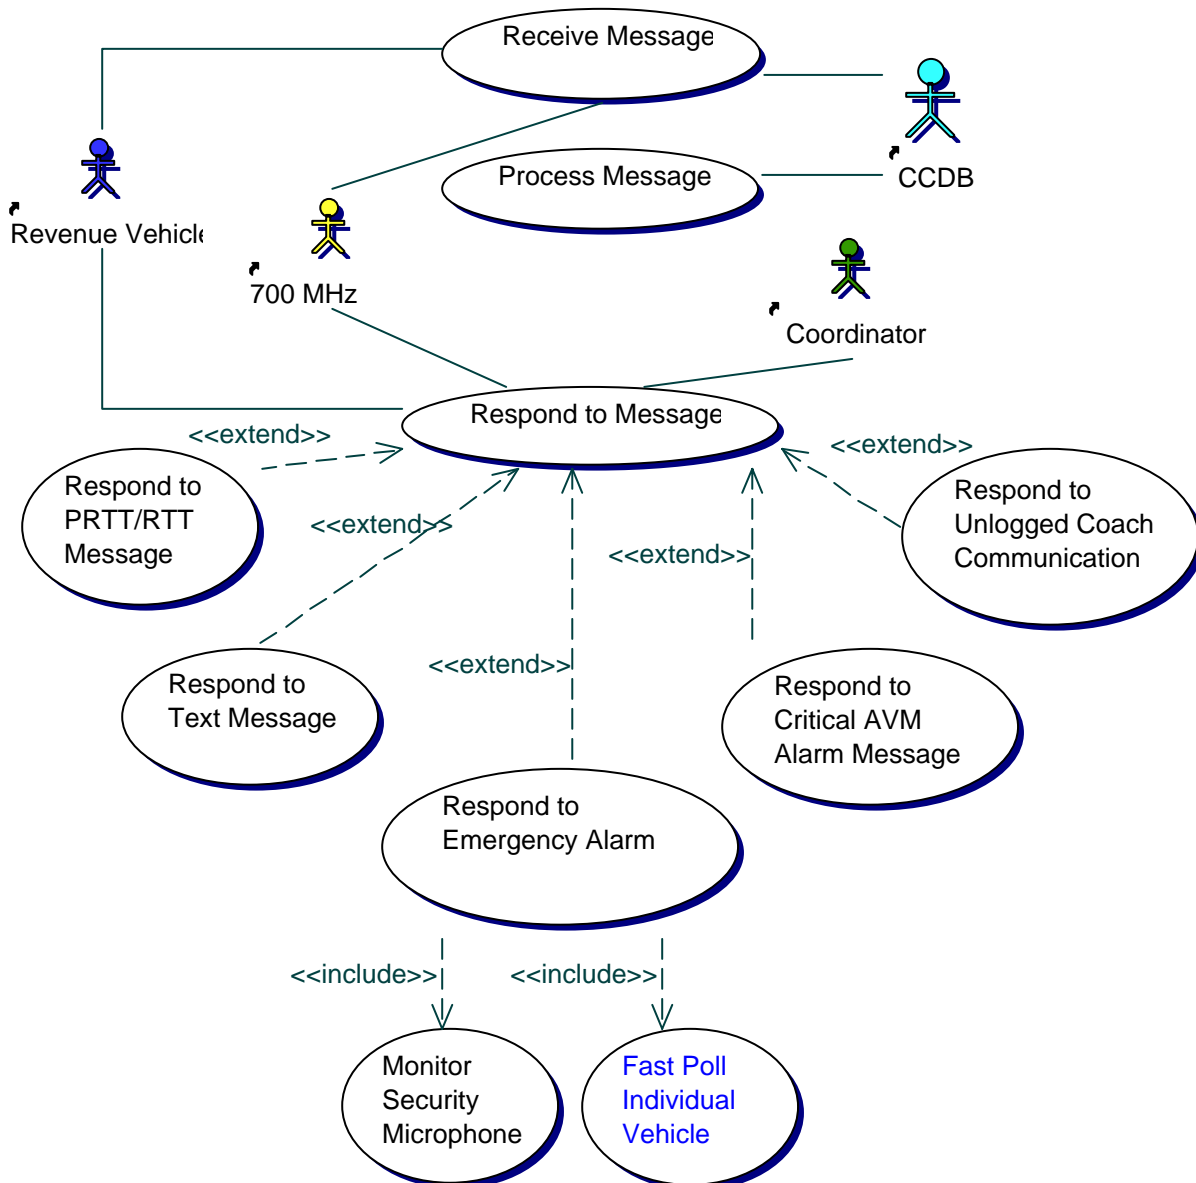 Receive Message
Process Message
CCDB
Revenue Vehicle
700 MHz
Coordinator
Respond to Message
<<extend>>
<<extend>>
<<extend>>
<<extend>>
<<extend>>
Respond to
PRTT/RTT
Message
Respond to
Unlogged Coach
Communication
Respond to
Text Message
Respond to
Critical AVM
Alarm Message
Respond to
Emergency Alarm
<<include>>
<<include>>
Monitor
Security
Microphone
Fast Poll
Individual
Vehicle